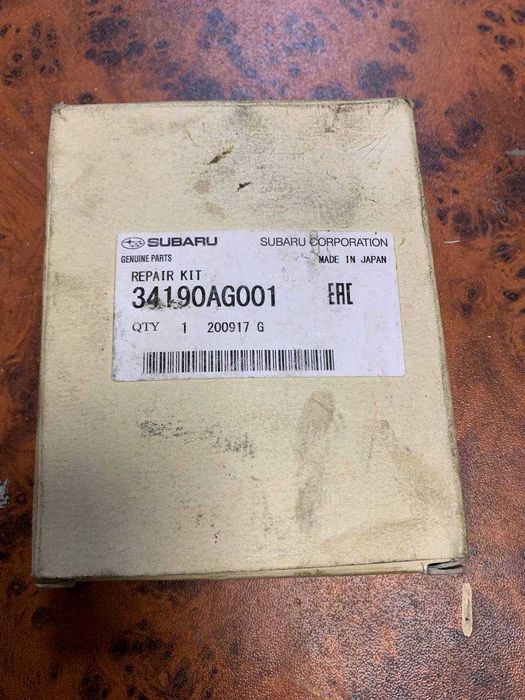 SUBARU SUBARU CORPORATION
GENUINE PARTS MADE IN JAPAN
REPAIR KIT
34190AG001 EAC
QTY 1 200917 G